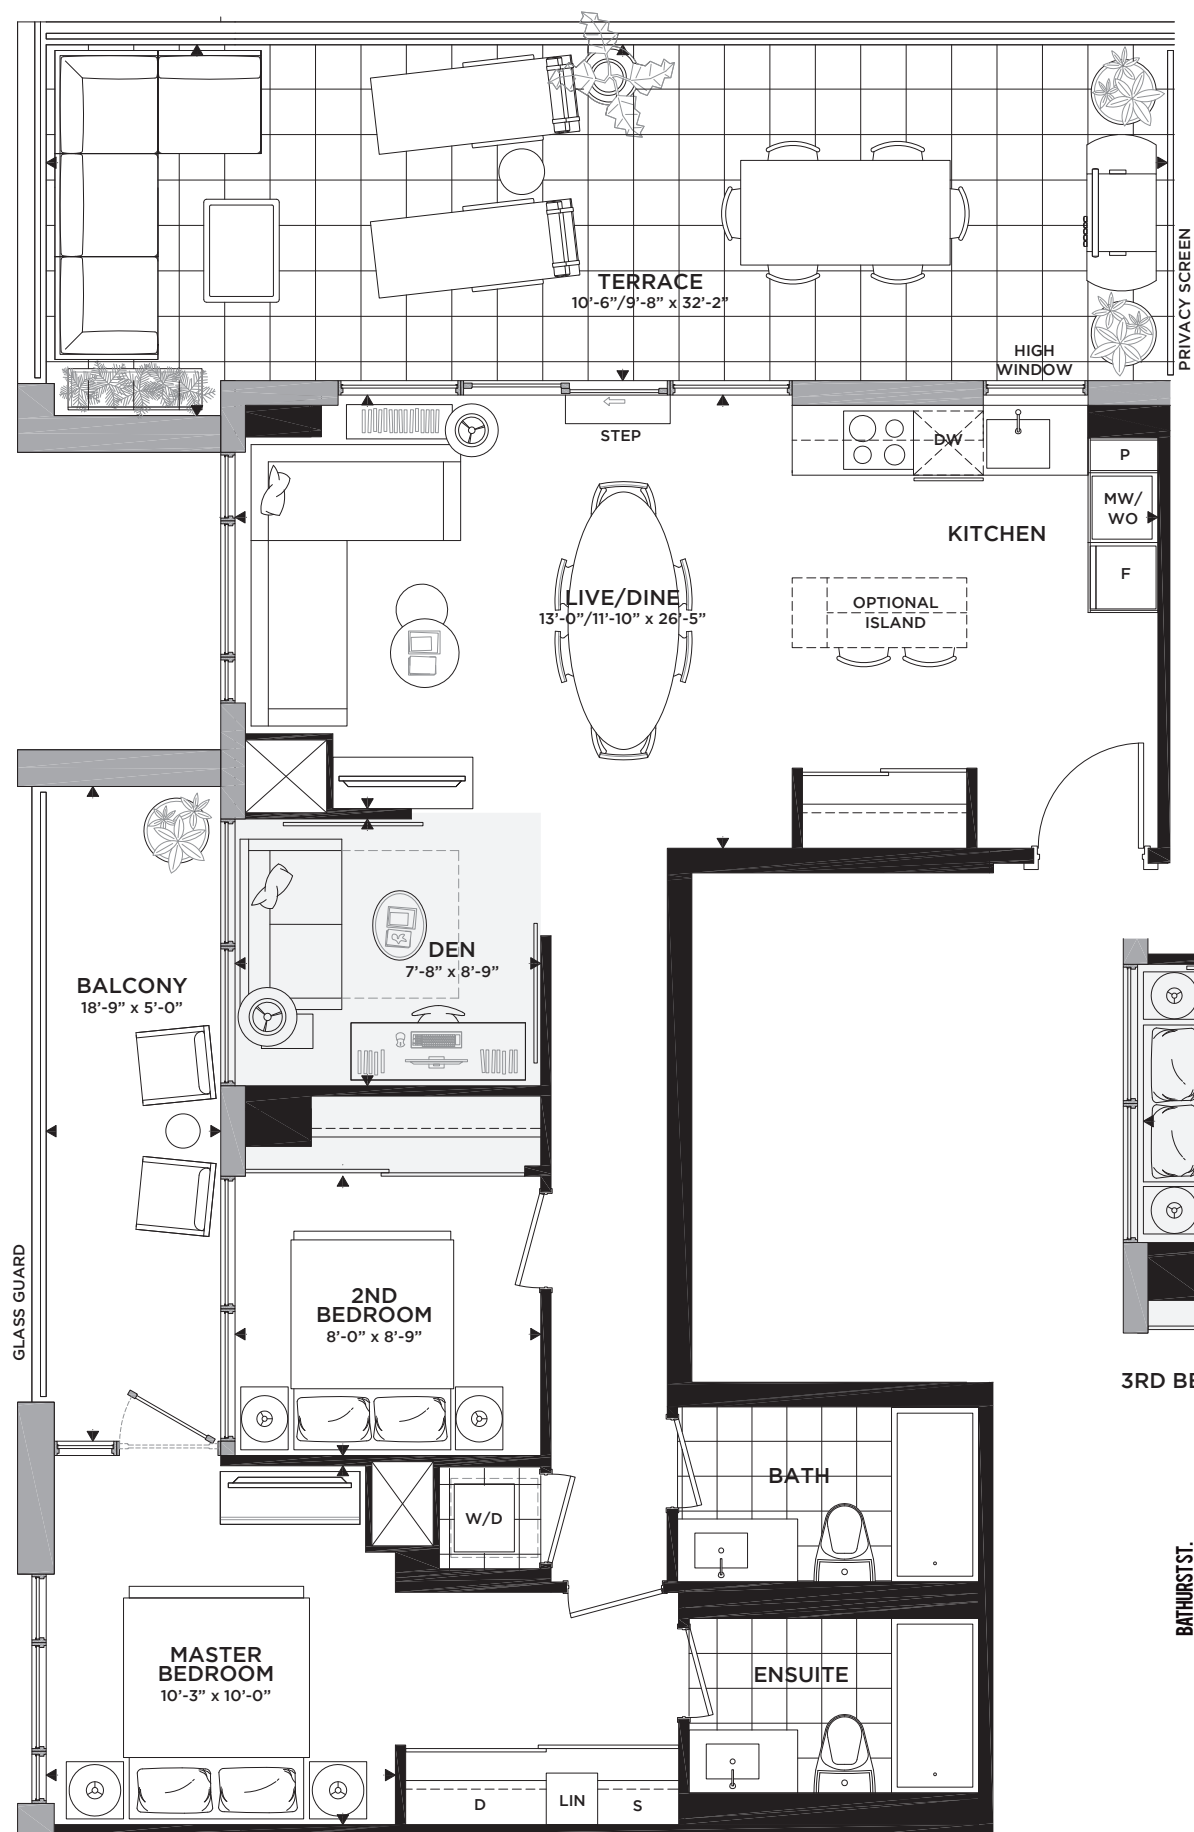 TERRACE
10'-6"/9'-8" x 32'-2"
PRIVACY SCREEN
HIGH
WINDOW
STEP
DW
P
MW/
WO
F
KITCHEN
LIVE/DINE
13'-0"/11'-10" x 26'-5"
OPTIONAL
ISLAND
DEN
7'-8" x 8'-9"
BALCONY
18'-9" x 5'-0"
GLASS GUARD
2ND
BEDROOM
8'-0" x 8'-9"
3RD BE
BATH
W/D
BATHURST ST.
MASTER
BEDROOM
10'-3" x 10'-0"
ENSUITE
D
LIN
S